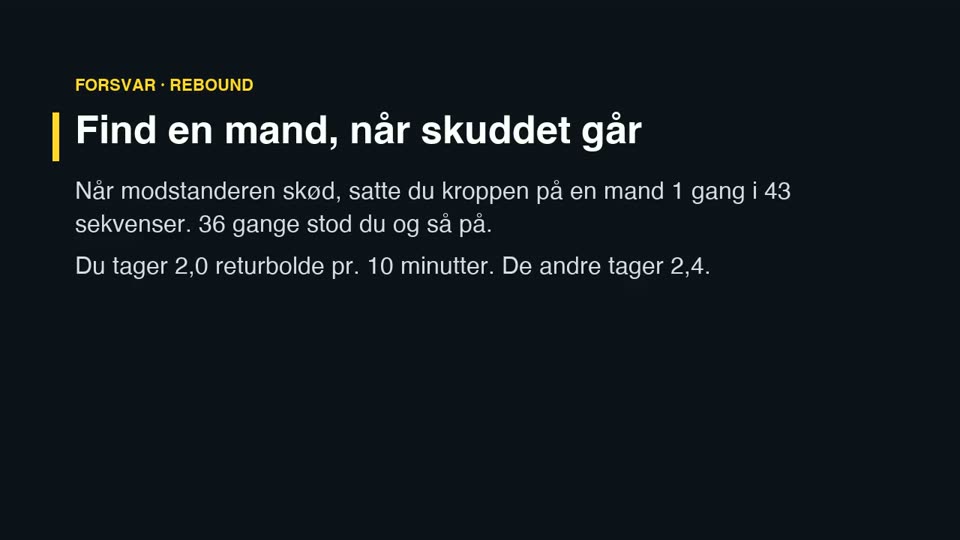 FORSVAR · REBOUND
Find en mand, når skuddet går
Når modstanderen skød, satte du kroppen på en mand 1 gang i 43
sekvenser. 36 gange stod du og så på.
Du tager 2,0 returbolde pr. 10 minutter. De andre tager 2,4.